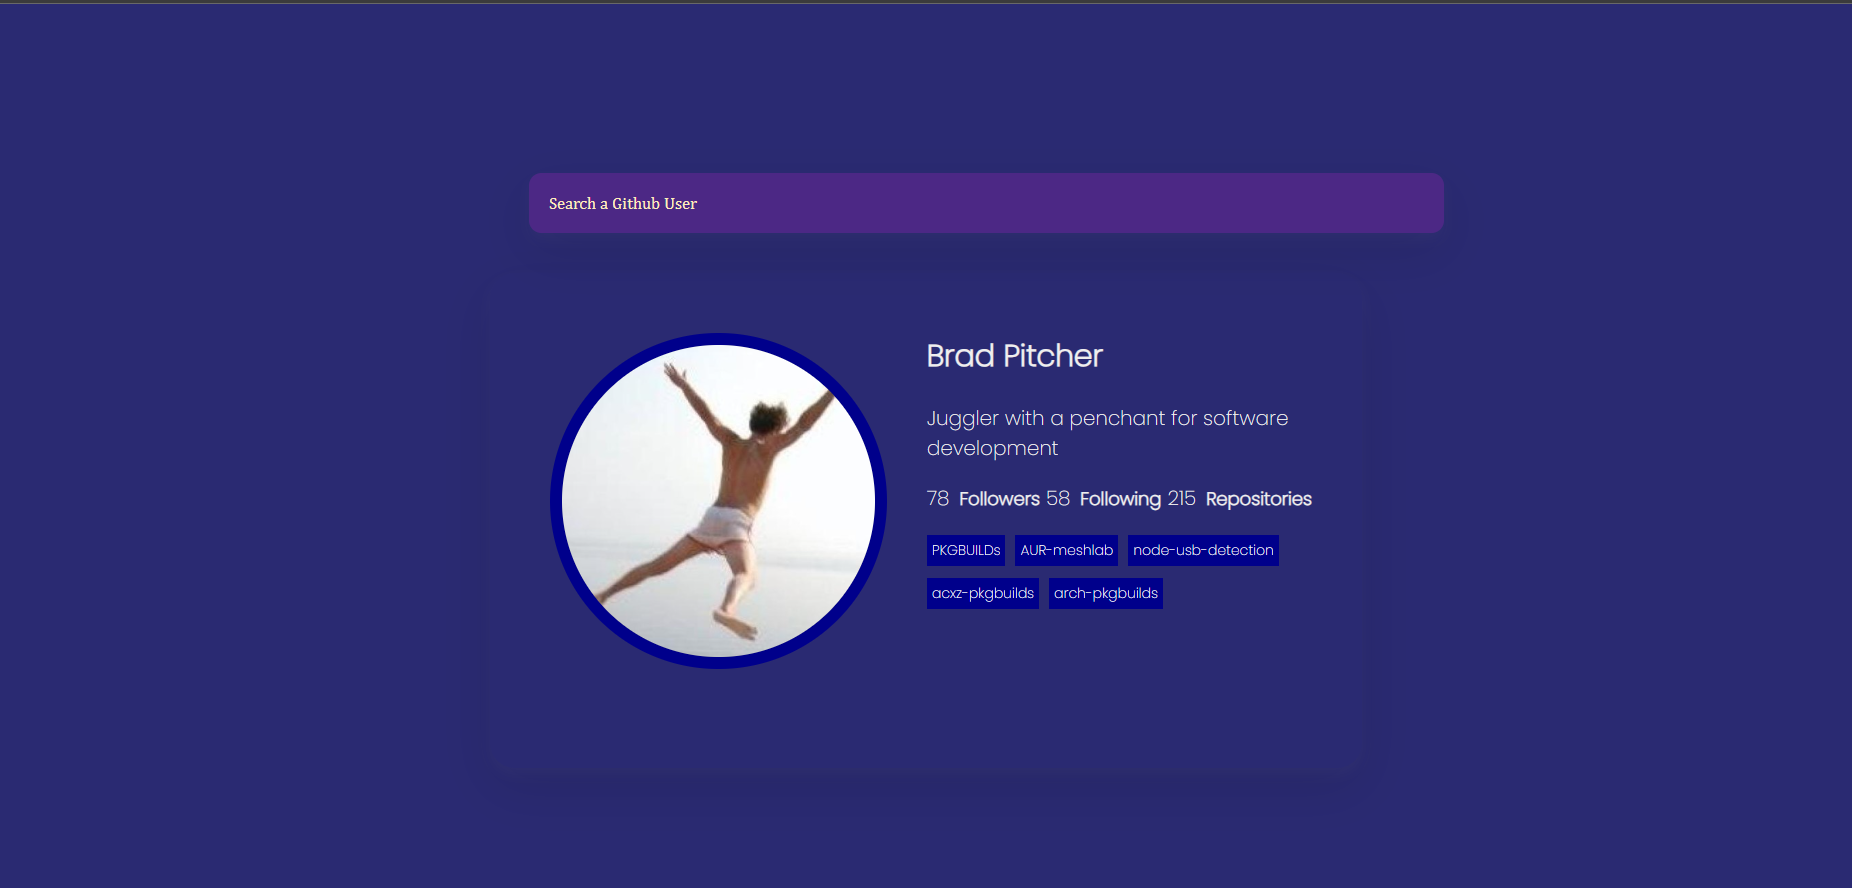 Search a Github User
Brad Pitcher
Juggler with a penchant for software
development
78 Followers 58 Following 215 Repositories
PKGBUILDs AUR-meshlab node-usb-detection
acxz-pkgbuilds arch-pkgbuilds